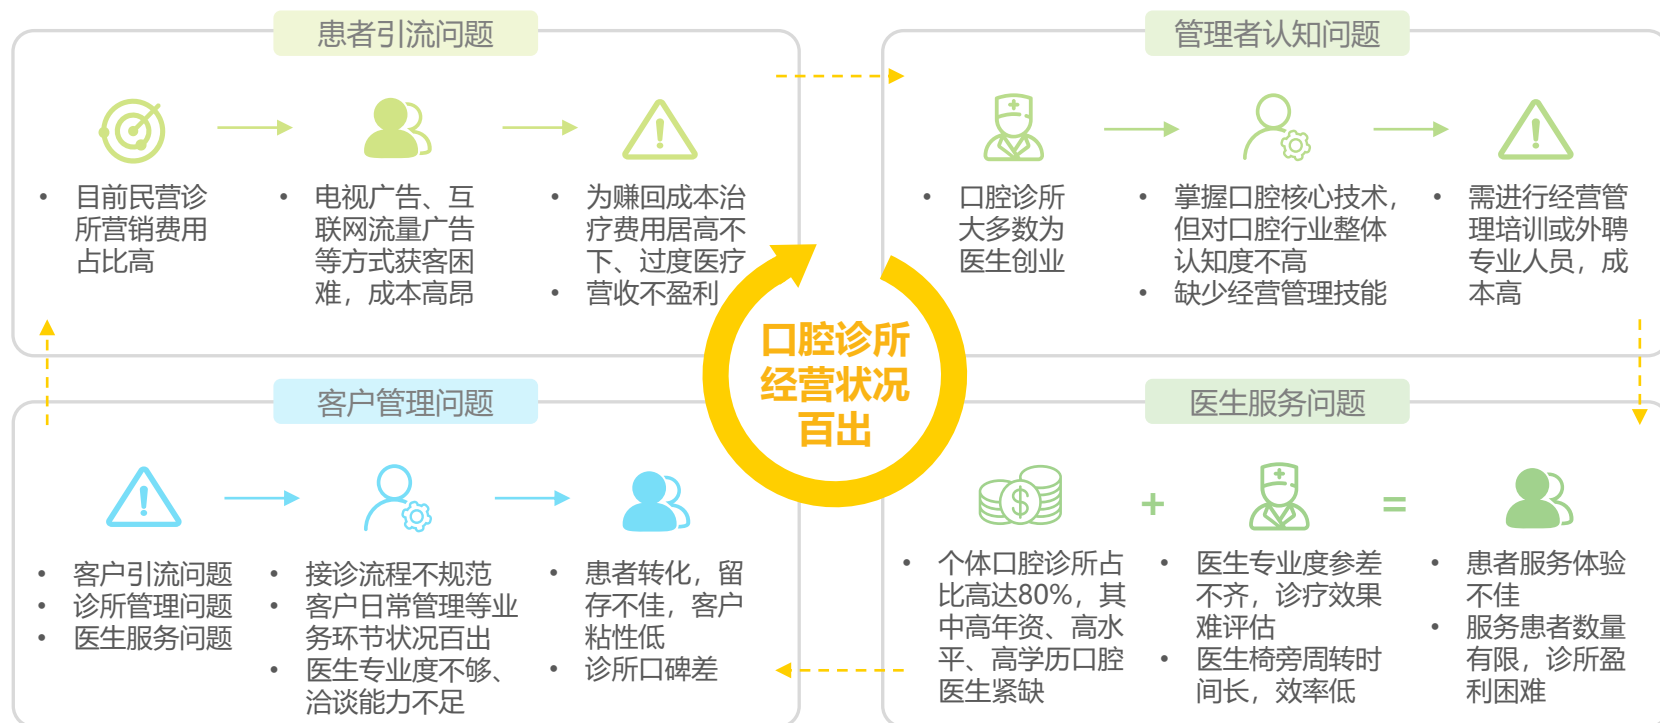 患者引流问题
• 目前民营诊
所营销费用
占比高
• 电视广告、互
联网流量广告
等方式获客困
难，成本高昂
• 为赚回成本治
疗费用居高不
下、过度医疗
• 营收不盈利
管理者认知问题
• 口腔诊所
大多数为
医生创业
• 掌握口腔核心技术，
但对口腔行业整体
认知度不高
• 缺少经营管理技能
• 需进行经营管
理培训或外聘
专业人员，成
本高
口腔诊所
经营状况
百出
客户管理问题
• 客户引流问题
• 诊所管理问题
• 医生服务问题
• 接诊流程不规范
• 客户日常管理等业
务环节状况百出
• 医生专业度不够、
洽谈能力不足
• 患者转化，留
存不佳，客户
粘性低
• 诊所口碑差
医生服务问题
$ + =
• 个体口腔诊所占
比高达80%，其
中高年资、高水
平、高学历口腔
医生紧缺
• 医生专业度参差
不齐，诊疗效果
难评估
• 医生椅旁周转时
间长，效率低
• 患者服务体验
不佳
• 服务患者数量
有限，诊所盈
利困难